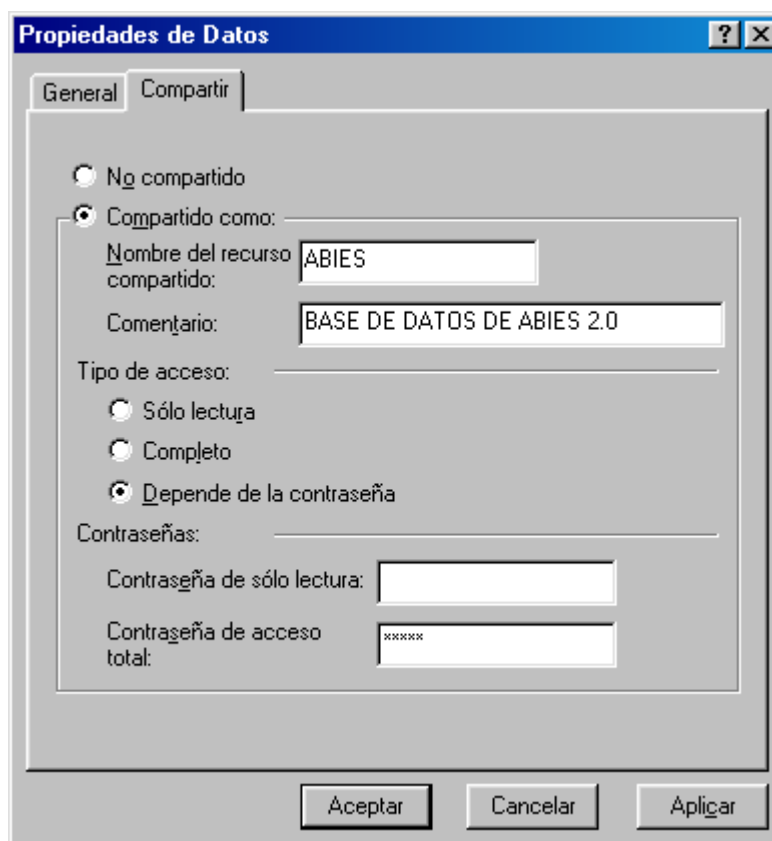 Propiedades de Datos
General Compartir
No compartido
Compartido como:
Nombre del recurso
compartido:
ABIES
Comentario: BASE DE DATOS DE ABIES 2.0
Tipo de acceso:
Sólo lectura
Completo
Depende de la contraseña
Contraseñas:
Contraseña de sólo lectura:
Contraseña de acceso
total:
*****
Aceptar Cancelar Aplicar